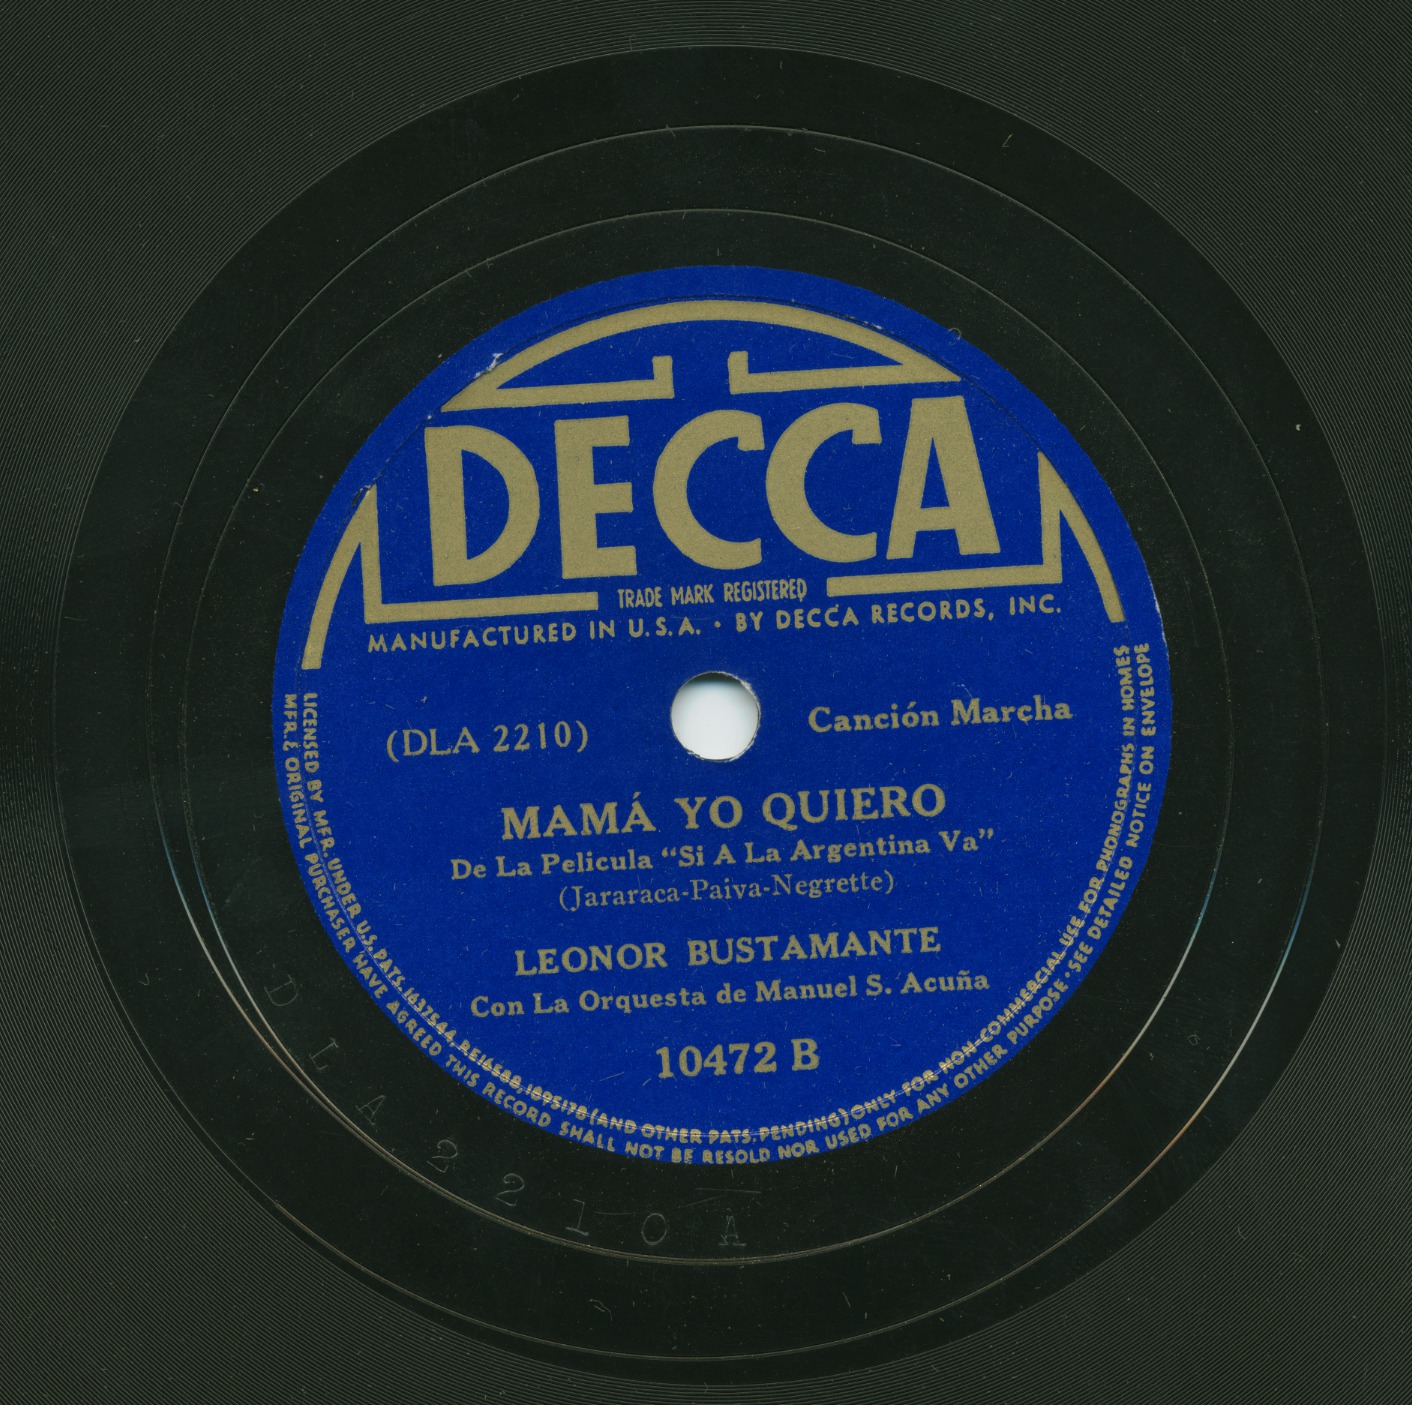 DECCA
TRADE MARK REGISTERED
MANUFACTURED IN U.S.A. • BY DECCA RECORDS, INC.
(DLA 2210)
Canción Marcha
MAMÁ YO QUIERO
De La Pelicula “Si A La Argentina Va”
(Jararaca-Paiva-Negrette)
LEONOR BUSTAMANTE
Con La Orquesta de Manuel S. Acuña
10472 B
LICENSED BY MFR. UNDER U.S. PATS. 1637544, RE16588, 1895178 (AND OTHER PATS. PENDING) ONLY FOR NON-COMMERCIAL USE FOR PHONOGRAPHS IN HOMES
MFR. & ORIGINAL PURCHASER HAVE AGREED THIS RECORD SHALL NOT BE RESOLD NOR USED FOR ANY OTHER PURPOSE • SEE DETAILED NOTICE ON ENVELOPE
DLA 2210 A